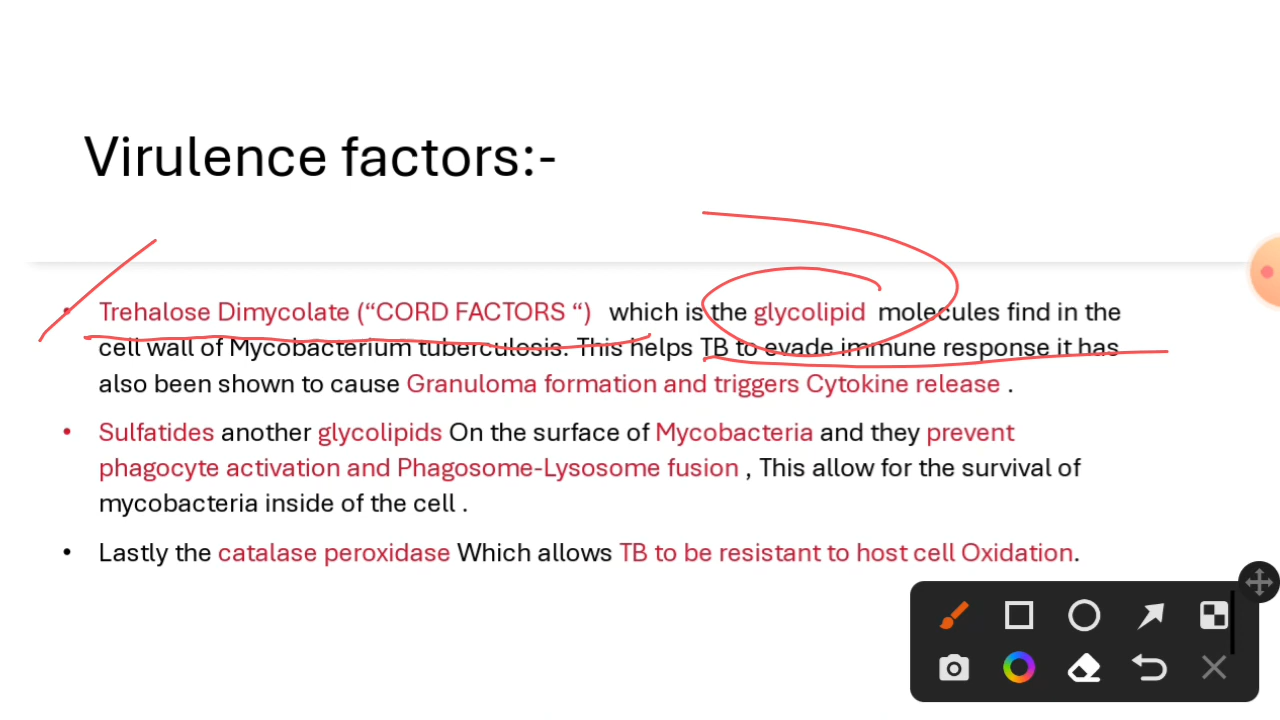 Virulence factors:-
• Trehalose Dimycolate (“CORD FACTORS “) which is the glycolipid molecules find in the
cell wall of Mycobacterium tuberculosis. This helps TB to evade immune response it has
also been shown to cause Granuloma formation and triggers Cytokine release .
• Sulfatides another glycolipids On the surface of Mycobacteria and they prevent
phagocyte activation and Phagosome-Lysosome fusion , This allow for the survival of
mycobacteria inside of the cell .
• Lastly the catalase peroxidase Which allows TB to be resistant to host cell Oxidation.